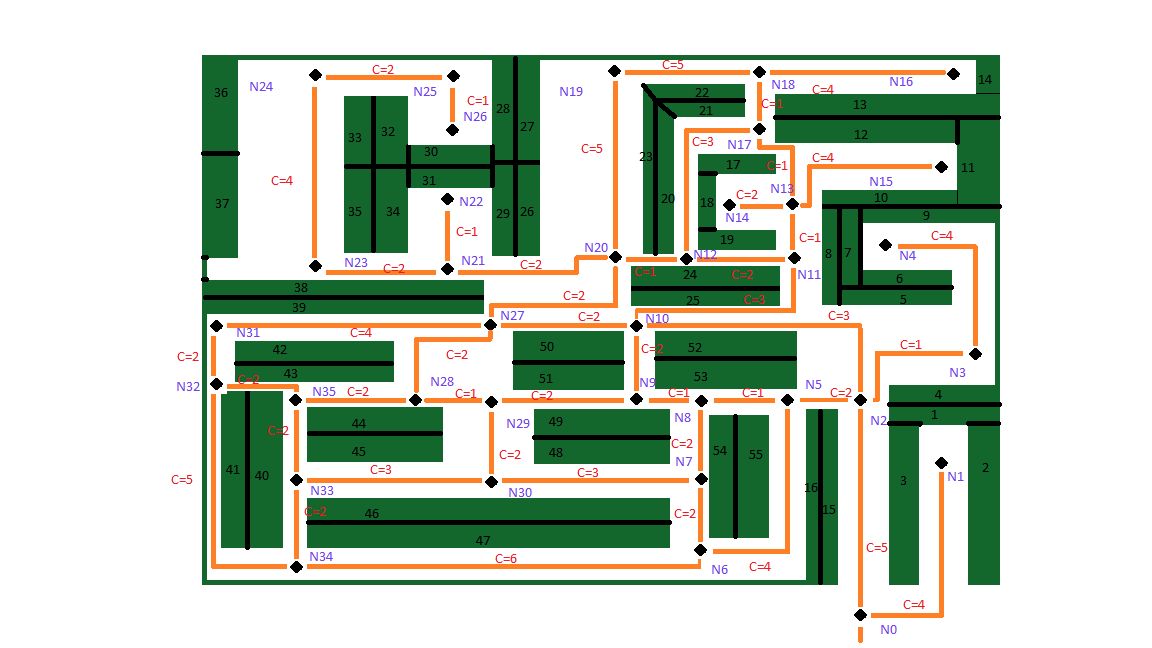 C=5
C=2
N18
N16
14
N24
36
N25
N19
C=4
22
C=1
C=1
13
28
21
N26
27
33
32
12
C=3
N17
C=5
30
23
17
C=1
C=4
11
C=4
31
N15
N13
C=2
10
37
N22
20
18
35
34
29
26
N14
9
C=1
19
C=1
C=4
N20
8
7
N12
N4
N23
C=2
N21
C=2
C=1
24
C=2
N11
6
38
C=2
25
C=3
5
39
N27
C=2
N10
C=3
N31
C=4
C=1
C=2
42
C=2
50
C=2
52
43
51
53
N3
N32
C=2
N28
N9
N35
C=2
C=1
C=2
C=1
C=1
N5
C=2
4
N29
49
N8
N2
1
44
C=2
45
C=2
48
C=2
54
55
41
40
C=3
C=3
N7
2
C=5
N33
N30
3
N1
16
C=2
46
C=2
15
47
N34
C=6
N6
C=4
C=5
C=4
N0